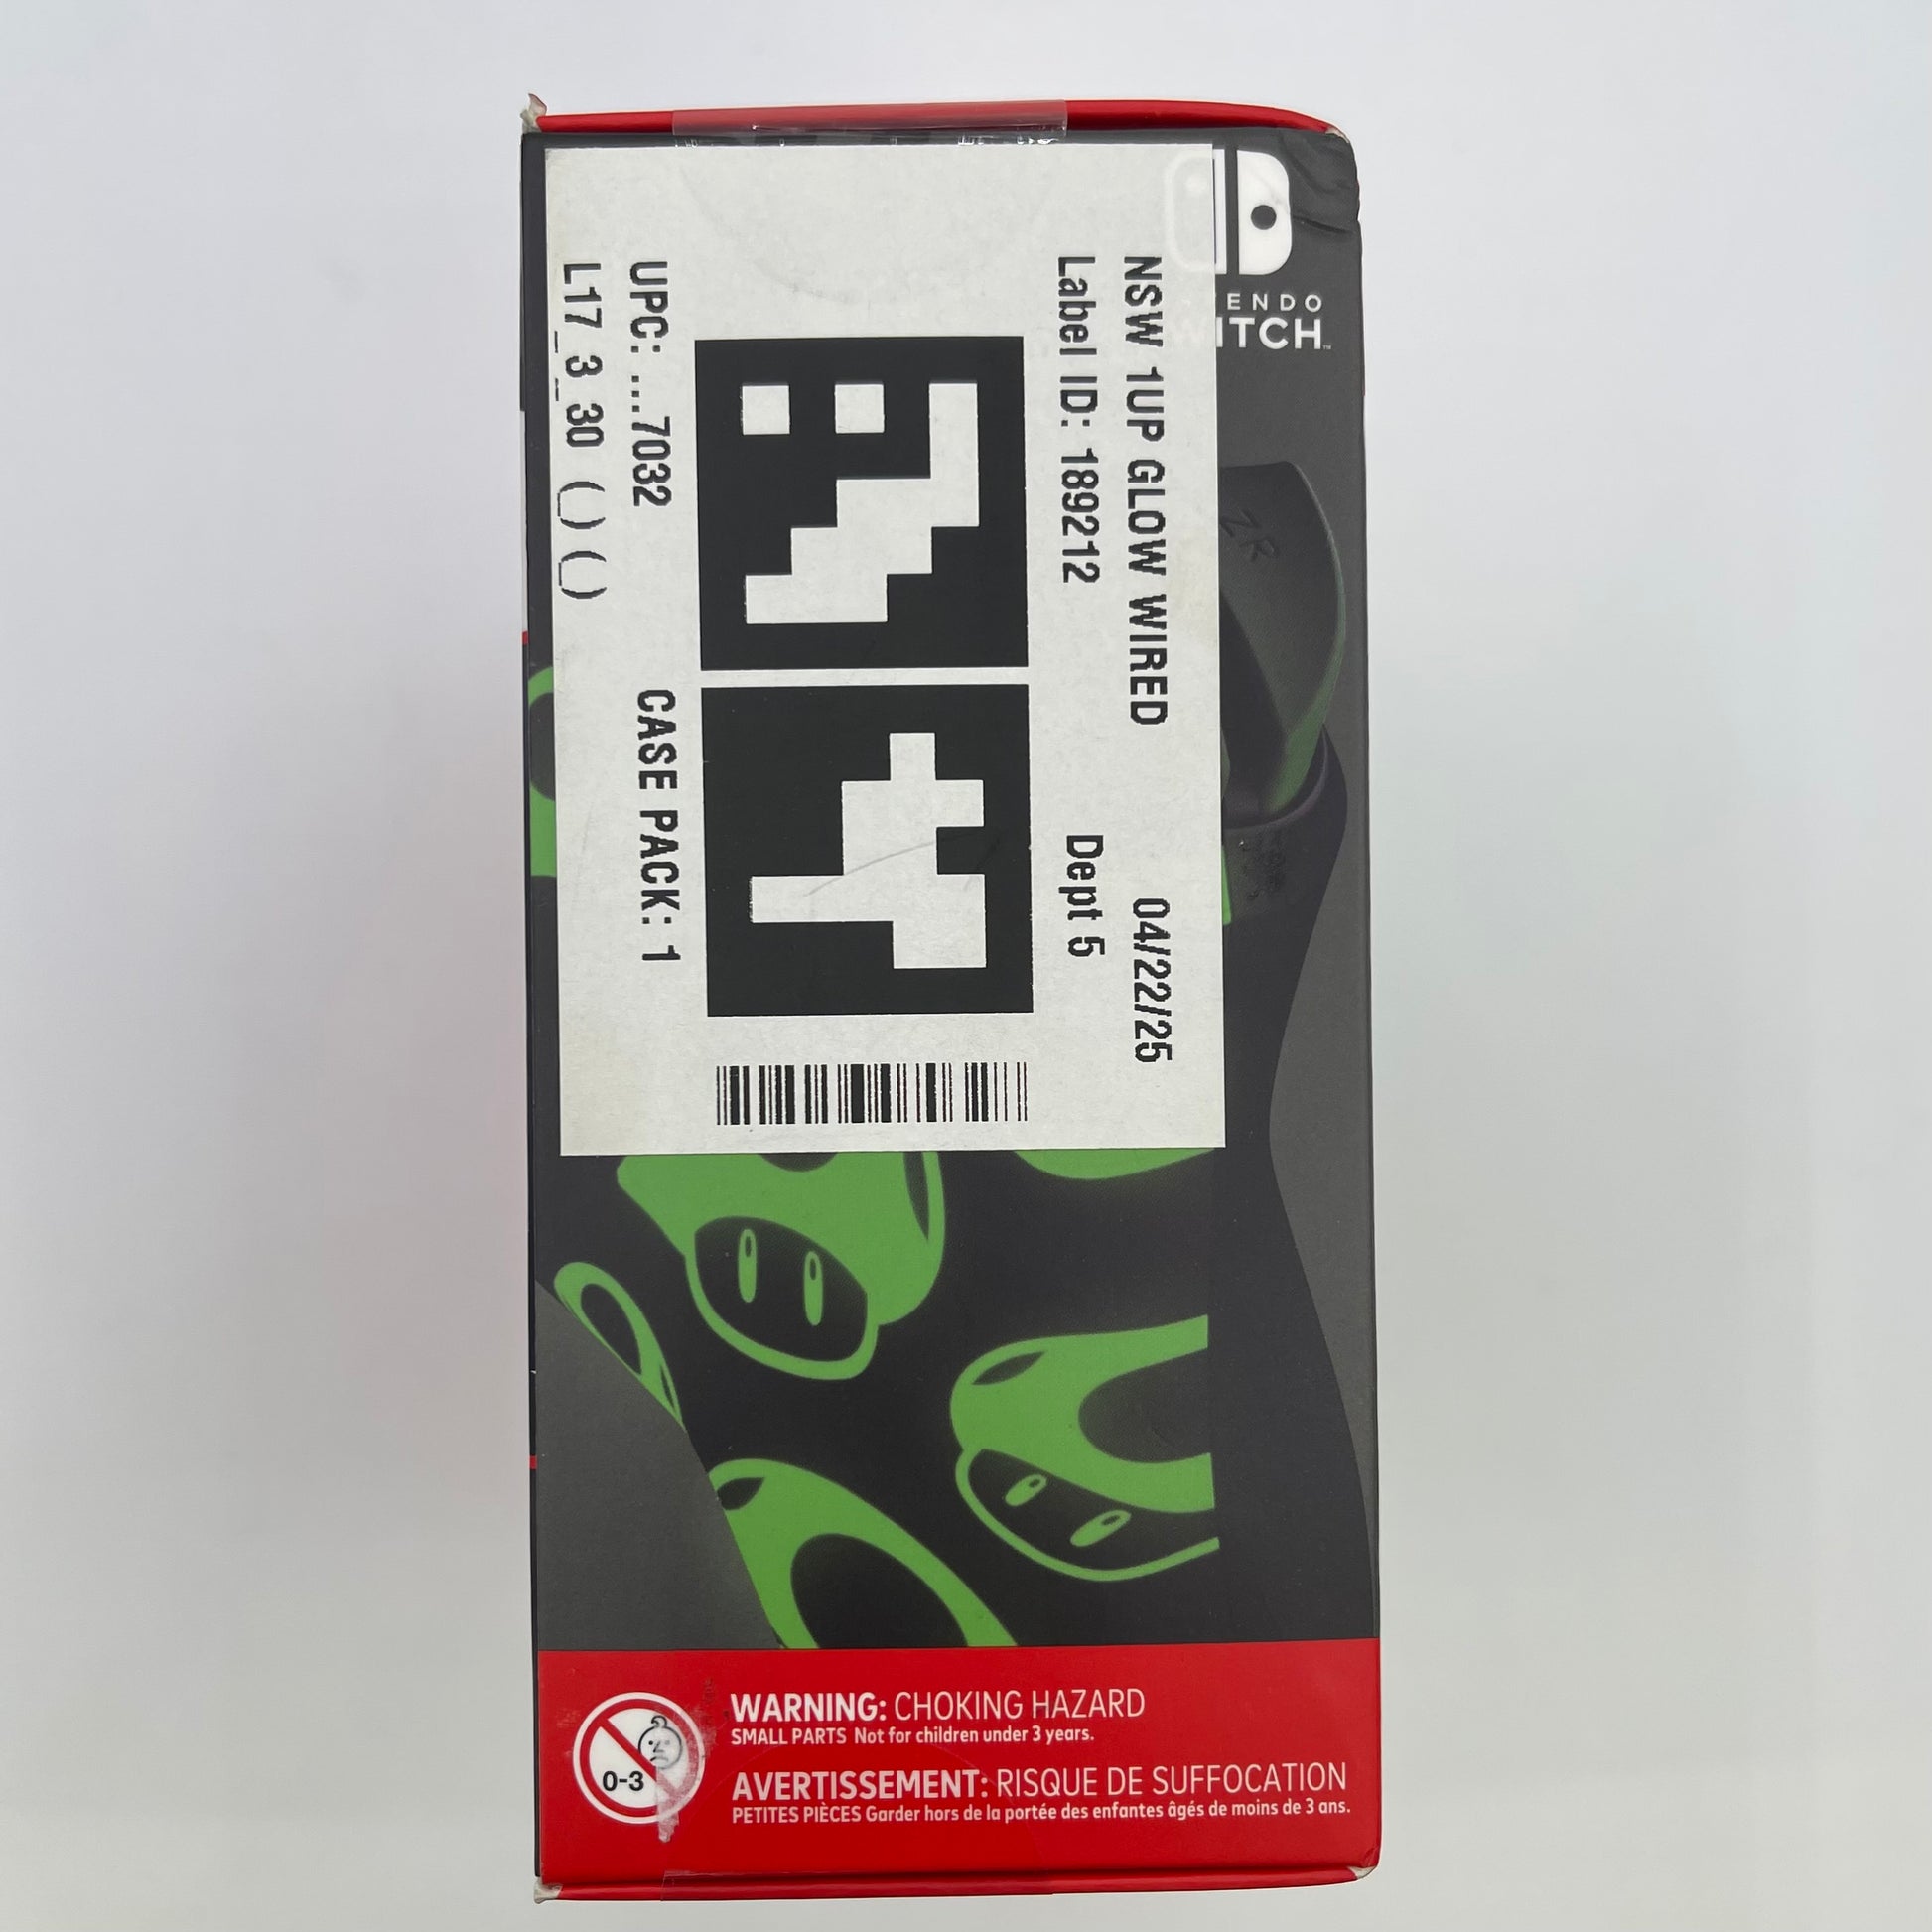 NSW 1UP GLOW WIRED 04/22/25
Label ID: 189212 Dept 5
UPC: ...7032 CASE PACK: 1
L17_3_30 ( ) ( )
ENDO
ITCH™
ZR
WARNING: CHOKING HAZARD
SMALL PARTS Not for children under 3 years.
0-3
AVERTISSEMENT: RISQUE DE SUFFOCATION
PETITES PIÈCES Garder hors de la portée des enfantes âgés de moins de 3 ans.